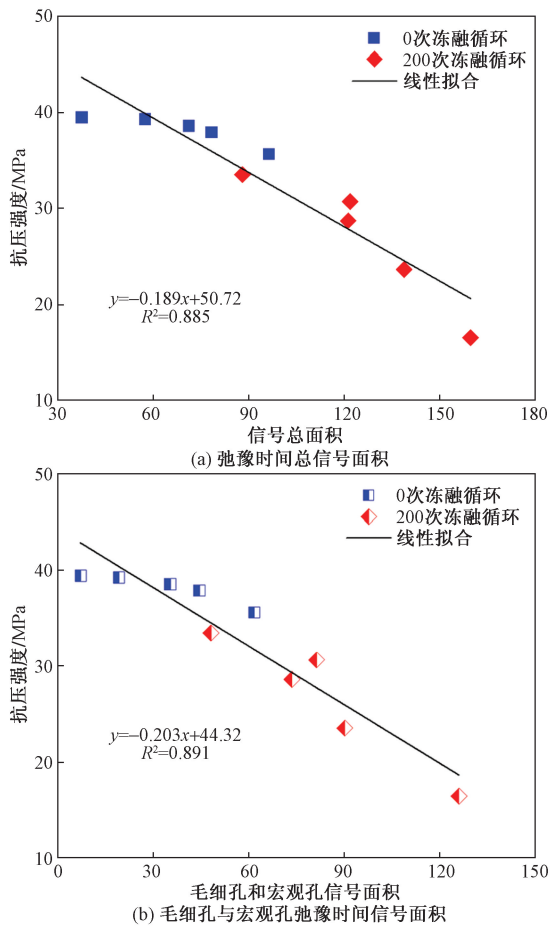 50
40
30
20
10
抗压强度/MPa
0次冻融循环
200次冻融循环
线性拟合
y=−0.189x+50.72
R²=0.885
30 60 90 120 150 180
信号总面积
(a) 弛豫时间总信号面积
50
40
30
20
10
抗压强度/MPa
0次冻融循环
200次冻融循环
线性拟合
y=−0.203x+44.32
R²=0.891
0 30 60 90 120 150
毛细孔和宏观孔信号面积
(b) 毛细孔与宏观孔弛豫时间信号面积